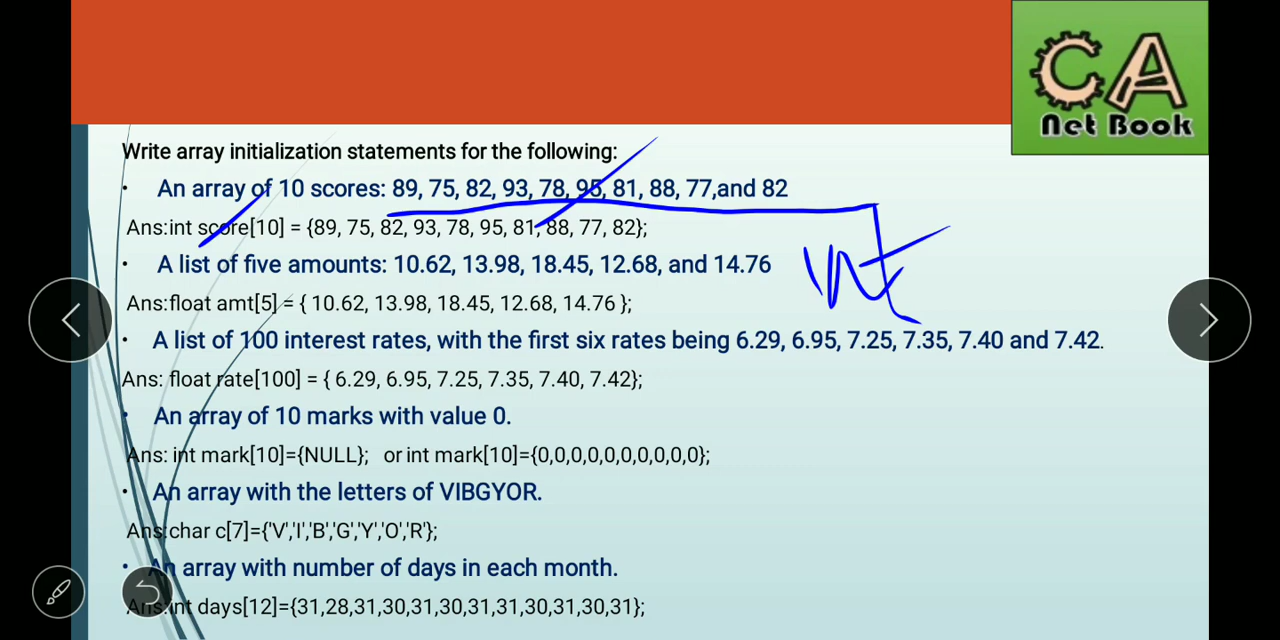 CA
Net Book
Write array initialization statements for the following:
• An array of 10 scores: 89, 75, 82, 93, 78, 95, 81, 88, 77,and 82
Ans:int score[10] = {89, 75, 82, 93, 78, 95, 81, 88, 77, 82};
int
• A list of five amounts: 10.62, 13.98, 18.45, 12.68, and 14.76
Ans:float amt[5] = { 10.62, 13.98, 18.45, 12.68, 14.76 };
• A list of 100 interest rates, with the first six rates being 6.29, 6.95, 7.25, 7.35, 7.40 and 7.42.
Ans: float rate[100] = { 6.29, 6.95, 7.25, 7.35, 7.40, 7.42};
• An array of 10 marks with value 0.
Ans: int mark[10]={NULL}; or int mark[10]={0,0,0,0,0,0,0,0,0,0};
• An array with the letters of VIBGYOR.
Ans:char c[7]={'V','I','B','G','Y','O','R'};
• An array with number of days in each month.
Ans:int days[12]={31,28,31,30,31,30,31,31,30,31,30,31};